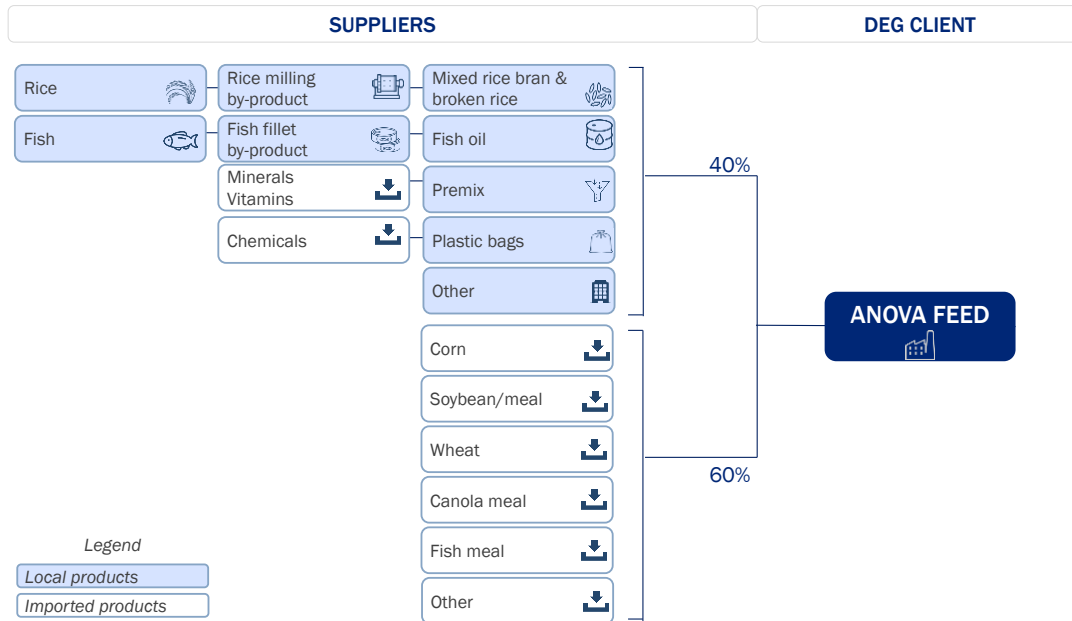 SUPPLIERS
DEG CLIENT
Rice
Rice milling
by-product
Mixed rice bran &
broken rice
Fish
Fish fillet
by-product
Fish oil
Minerals
Vitamins
Premix
40%
Chemicals
Plastic bags
Other
ANOVA FEED
Corn
Soybean/meal
Wheat
60%
Canola meal
Fish meal
Other
Legend
Local products
Imported products